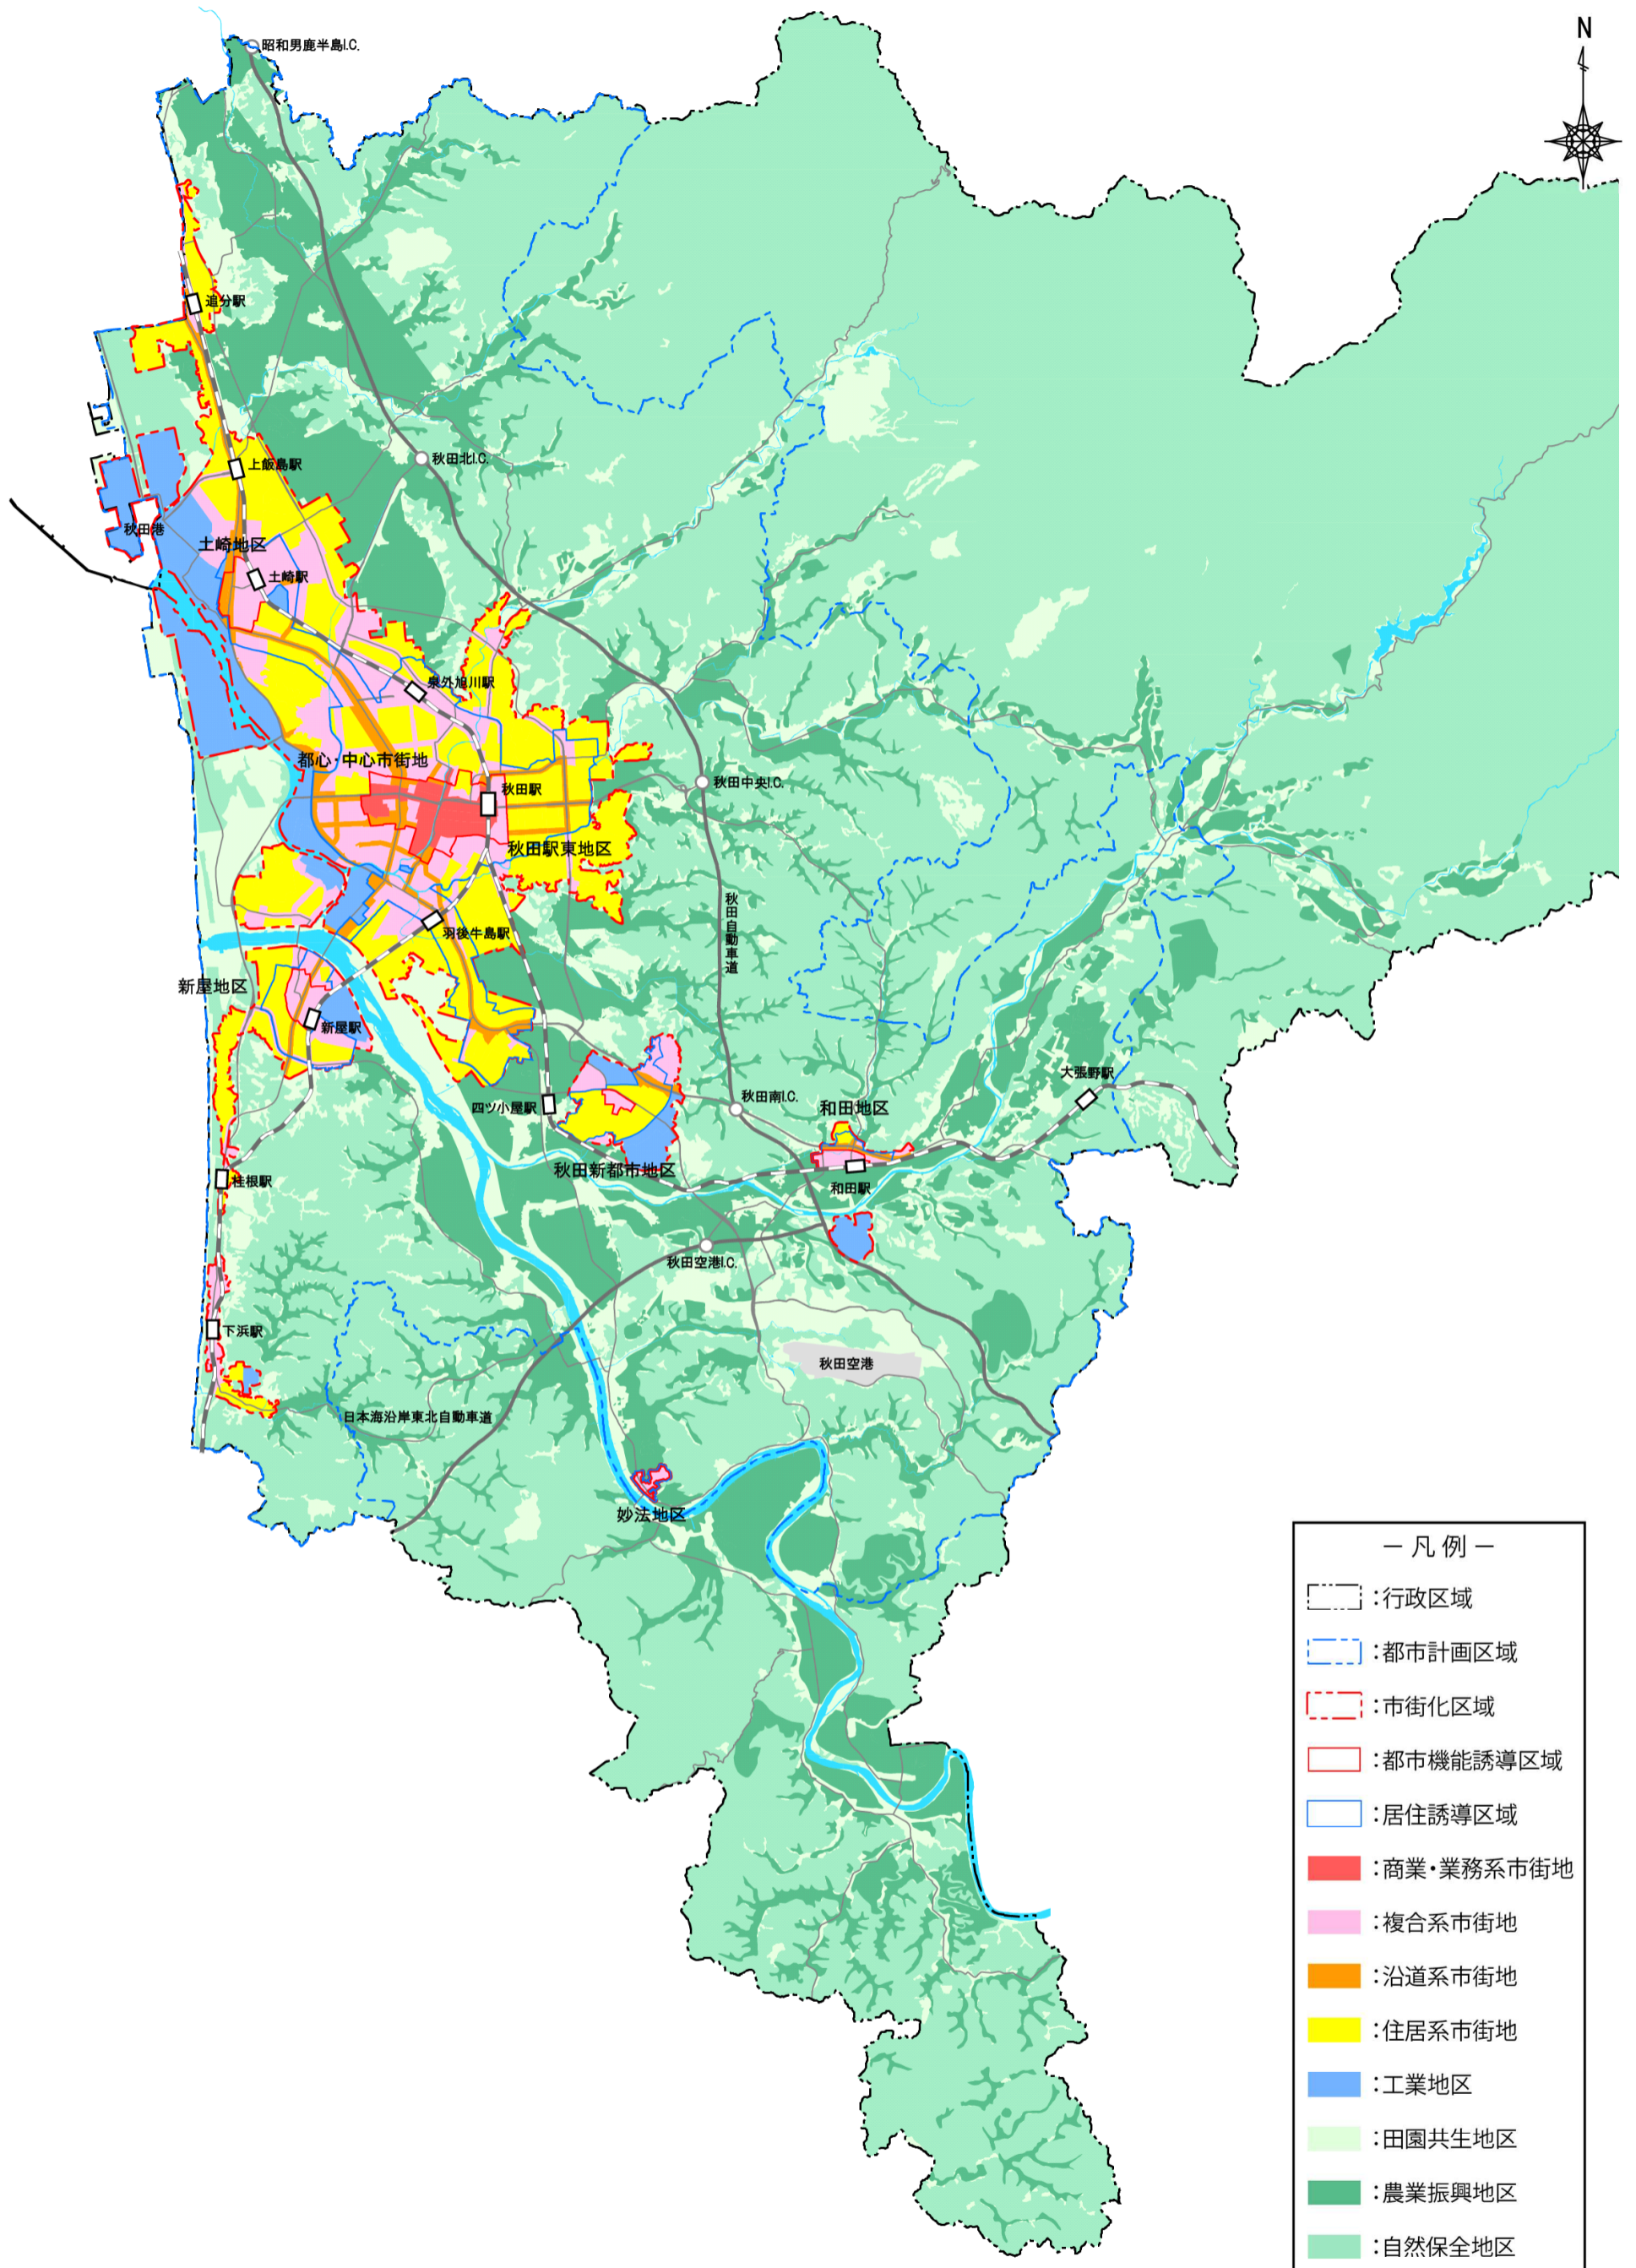 N
昭和男鹿半島I.C.
追分駅
秋田北I.C.
上飯島駅
秋田港
土崎地区
土崎駅
泉外旭川駅
都心・中心市街地
秋田駅
秋田中央I.C.
秋田駅東地区
秋田自動車道
羽後牛島駅
新屋地区
新屋駅
大張野駅
四ツ小屋駅
秋田南I.C.
和田地区
秋田新都市地区
桂根駅
和田駅
秋田空港I.C.
下浜駅
秋田空港
日本海沿岸東北自動車道
妙法地区
－凡例－
：行政区域
：都市計画区域
：市街化区域
：都市機能誘導区域
：居住誘導区域
：商業・業務系市街地
：複合系市街地
：沿道系市街地
：住居系市街地
：工業地区
：田園共生地区
：農業振興地区
：自然保全地区